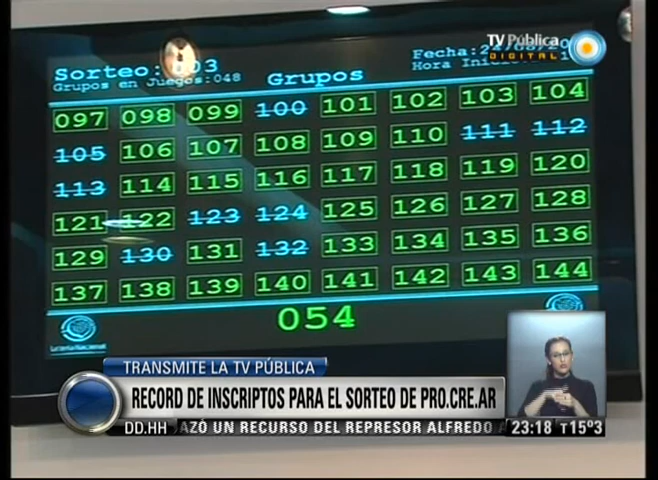 TV Pública
DIGITAL
Sorteo:
Grupos en Juego:048
Grupos
Fecha:
097 098 099 100 101 102 103 104
105 106 107 108 109 110 111 112
113 114 115 116 117 118 119 120
121 122 123 124 125 126 127 128
129 130 131 132 133 134 135 136
137 138 139 140 141 142 143 144
054
Lotería Nacional
TRANSMITE LA TV PÚBLICA
RECORD DE INSCRIPTOS PARA EL SORTEO DE PRO.CRE.AR
DD.HH AZÓ UN RECURSO DEL REPRESOR ALFREDO 23:18 T15°3